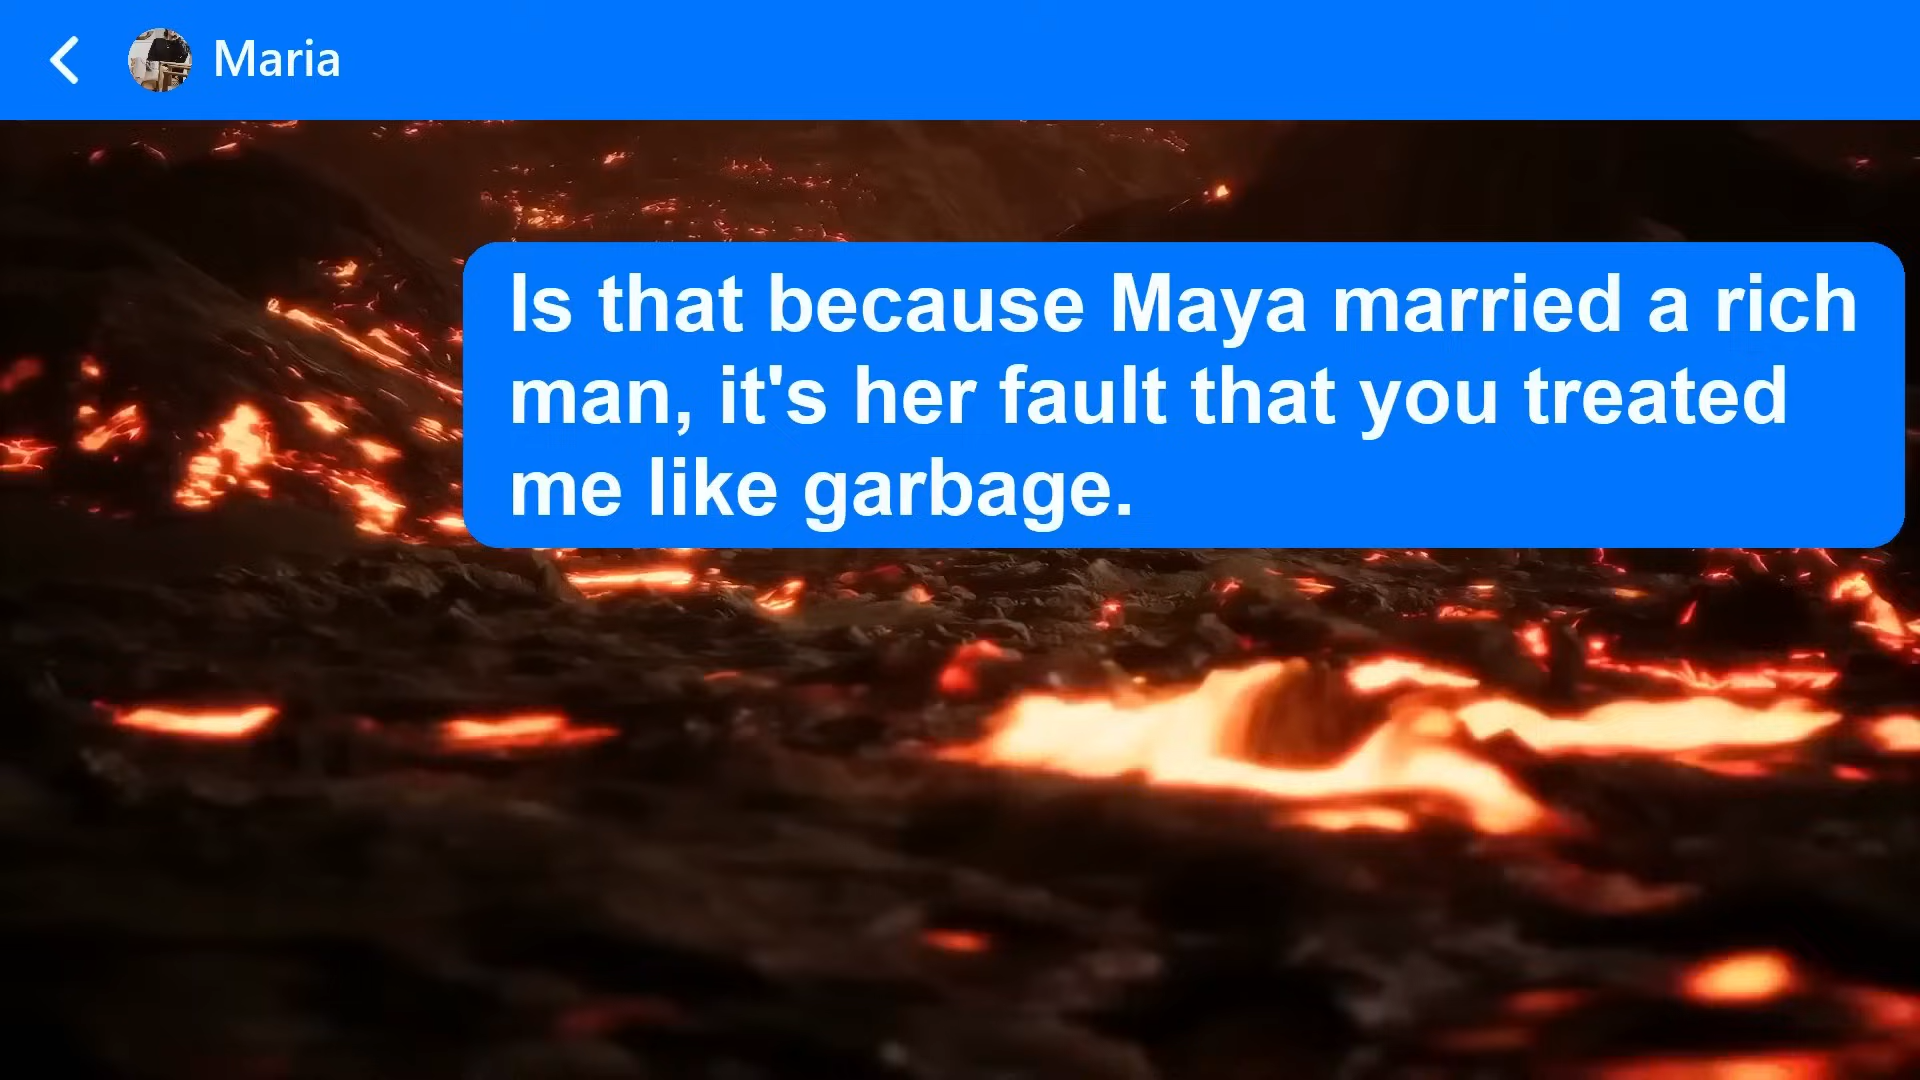 Maria
Is that because Maya married a rich
man, it's her fault that you treated
me like garbage.